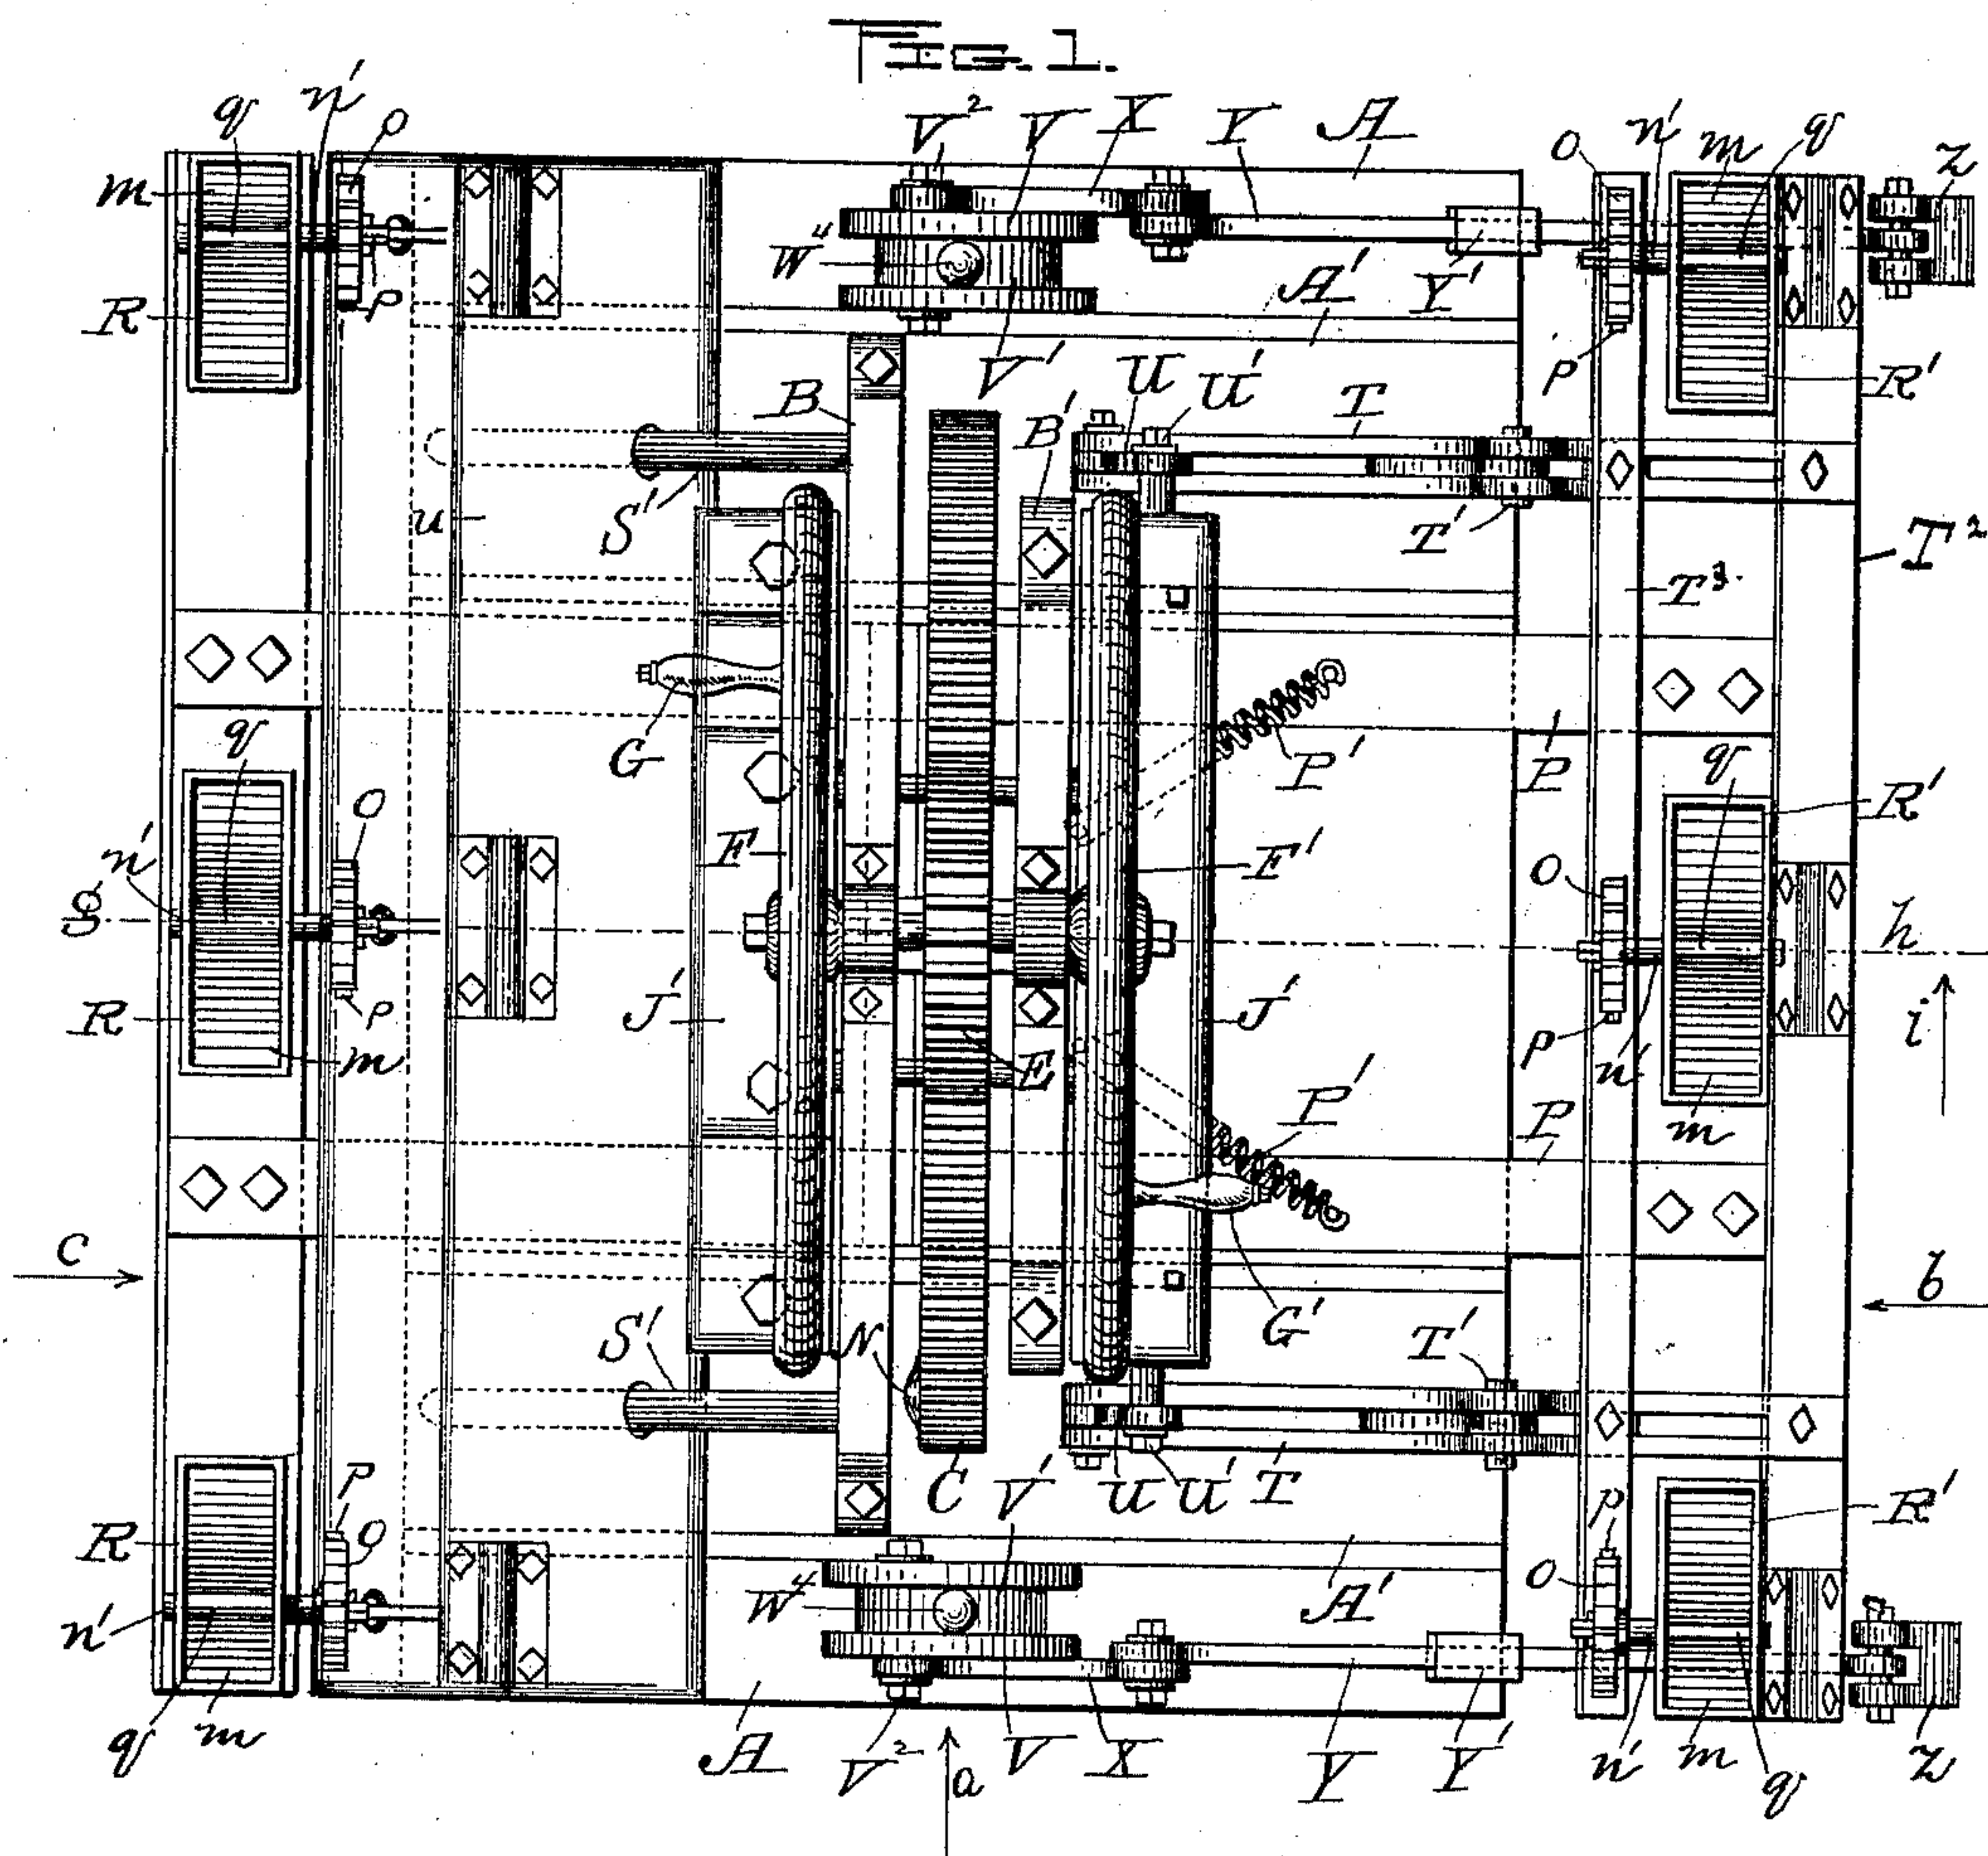 Fig. 1.
q n' o V² V X Y A o n' m q z
m W⁴ A' Y'
R p V' p R'
B B' U U' T
u S' T' T²
T³
G P' P
q R'
o F F' o
n'
g h
R p J' J' p n' i
m E P' P m
c b
S' N G' T'
R p o C V' U U' T p R'
W⁴ A' o
n' q m A V² V X Y Y' n' m q z
a